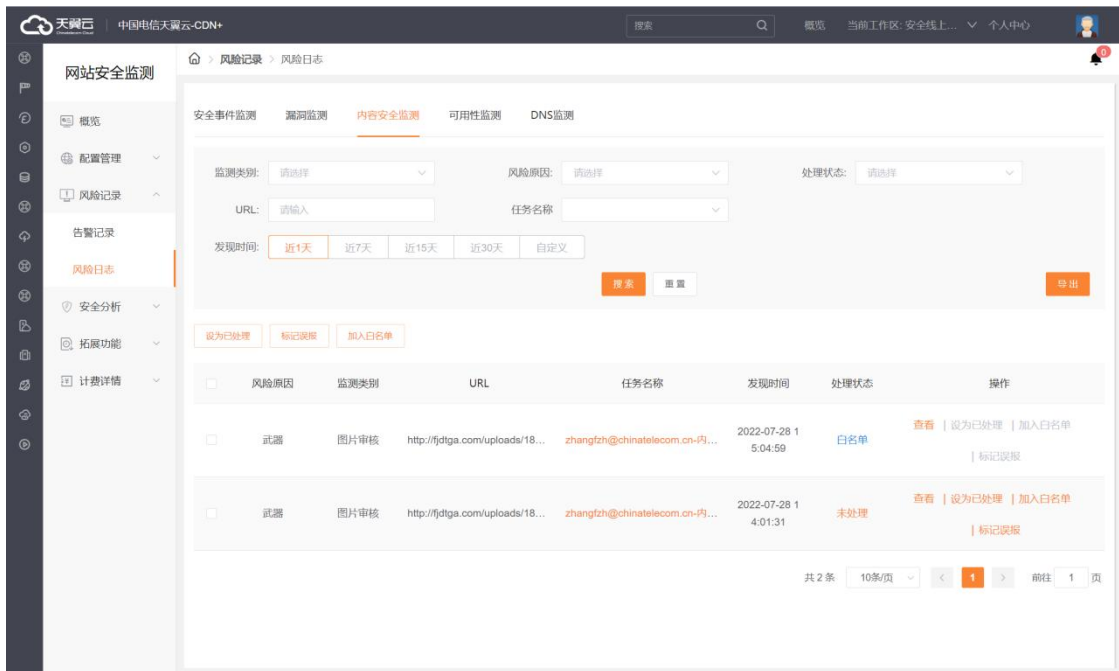 天翼云 中国电信天翼云-CDN+ 搜索 概览 当前工作区: 安全线上... 个人中心
网站安全监测
概览
配置管理
风险记录
告警记录
风险日志
安全分析
拓展功能
计费详情
风险记录 > 风险日志 0
安全事件监测 漏洞监测 内容安全监测 可用性监测 DNS监测
监测类别: 请选择 风险原因: 请选择 处理状态: 请选择
URL: 请输入 任务名称
发现时间: 近1天 近7天 近15天 近30天 自定义
搜索 重置 导出
设为已处理 标记误报 加入白名单
风险原因 监测类别 URL 任务名称 发现时间 处理状态 操作
武器 图片审核 http://fjdtga.com/uploads/18... zhangfzh@chinatelecom.cn-内... 2022-07-28 1 白名单 查看 | 设为已处理 | 加入白名单
5:04:59 | 标记误报
武器 图片审核 http://fjdtga.com/uploads/18... zhangfzh@chinatelecom.cn-内... 2022-07-28 1 未处理 查看 | 设为已处理 | 加入白名单
4:01:31 | 标记误报
共 2 条 10条/页 < 1 > 前往 1 页